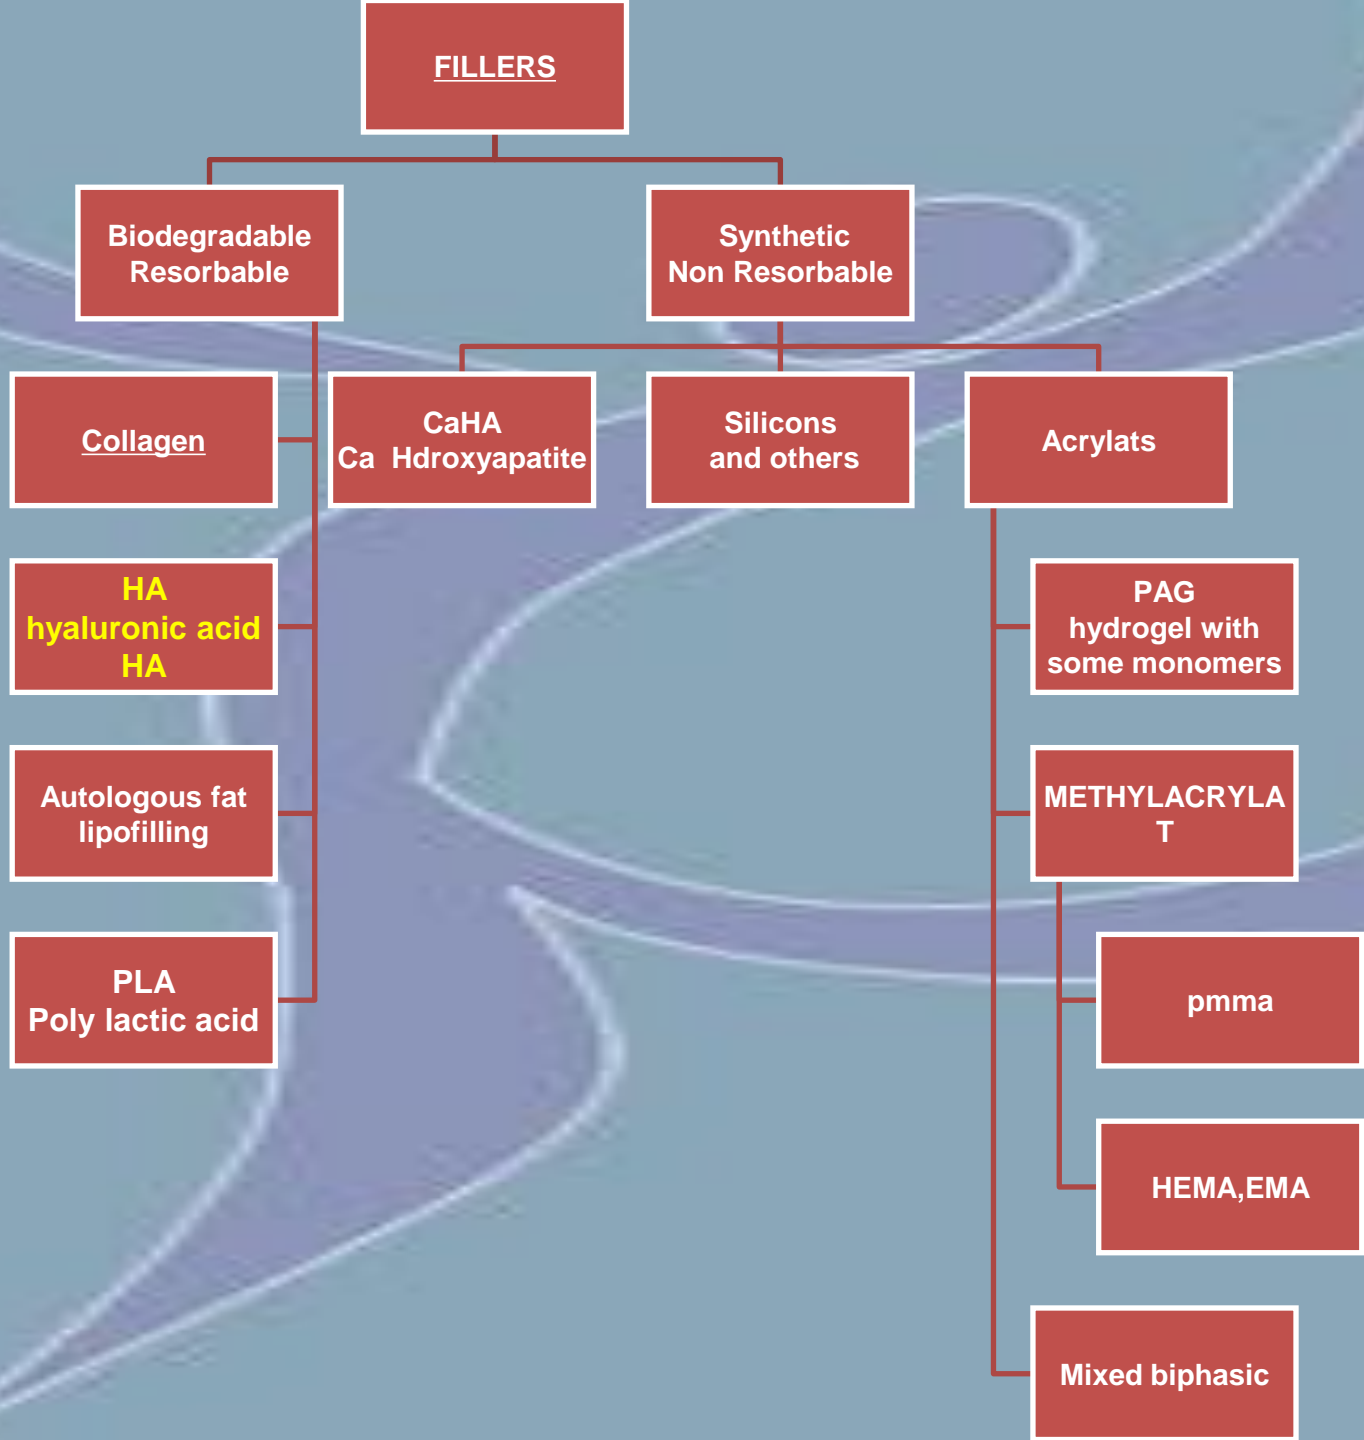 FILLERS
Biodegradable
Resorbable
Synthetic
Non Resorbable
Collagen
CaHA
Ca Hdroxyapatite
Silicons
and others
Acrylats
HA
hyaluronic acid
HA
PAG
hydrogel with
some monomers
Autologous fat
lipofilling
METHYLACRYLA
T
PLA
Poly lactic acid
pmma
HEMA,EMA
Mixed biphasic